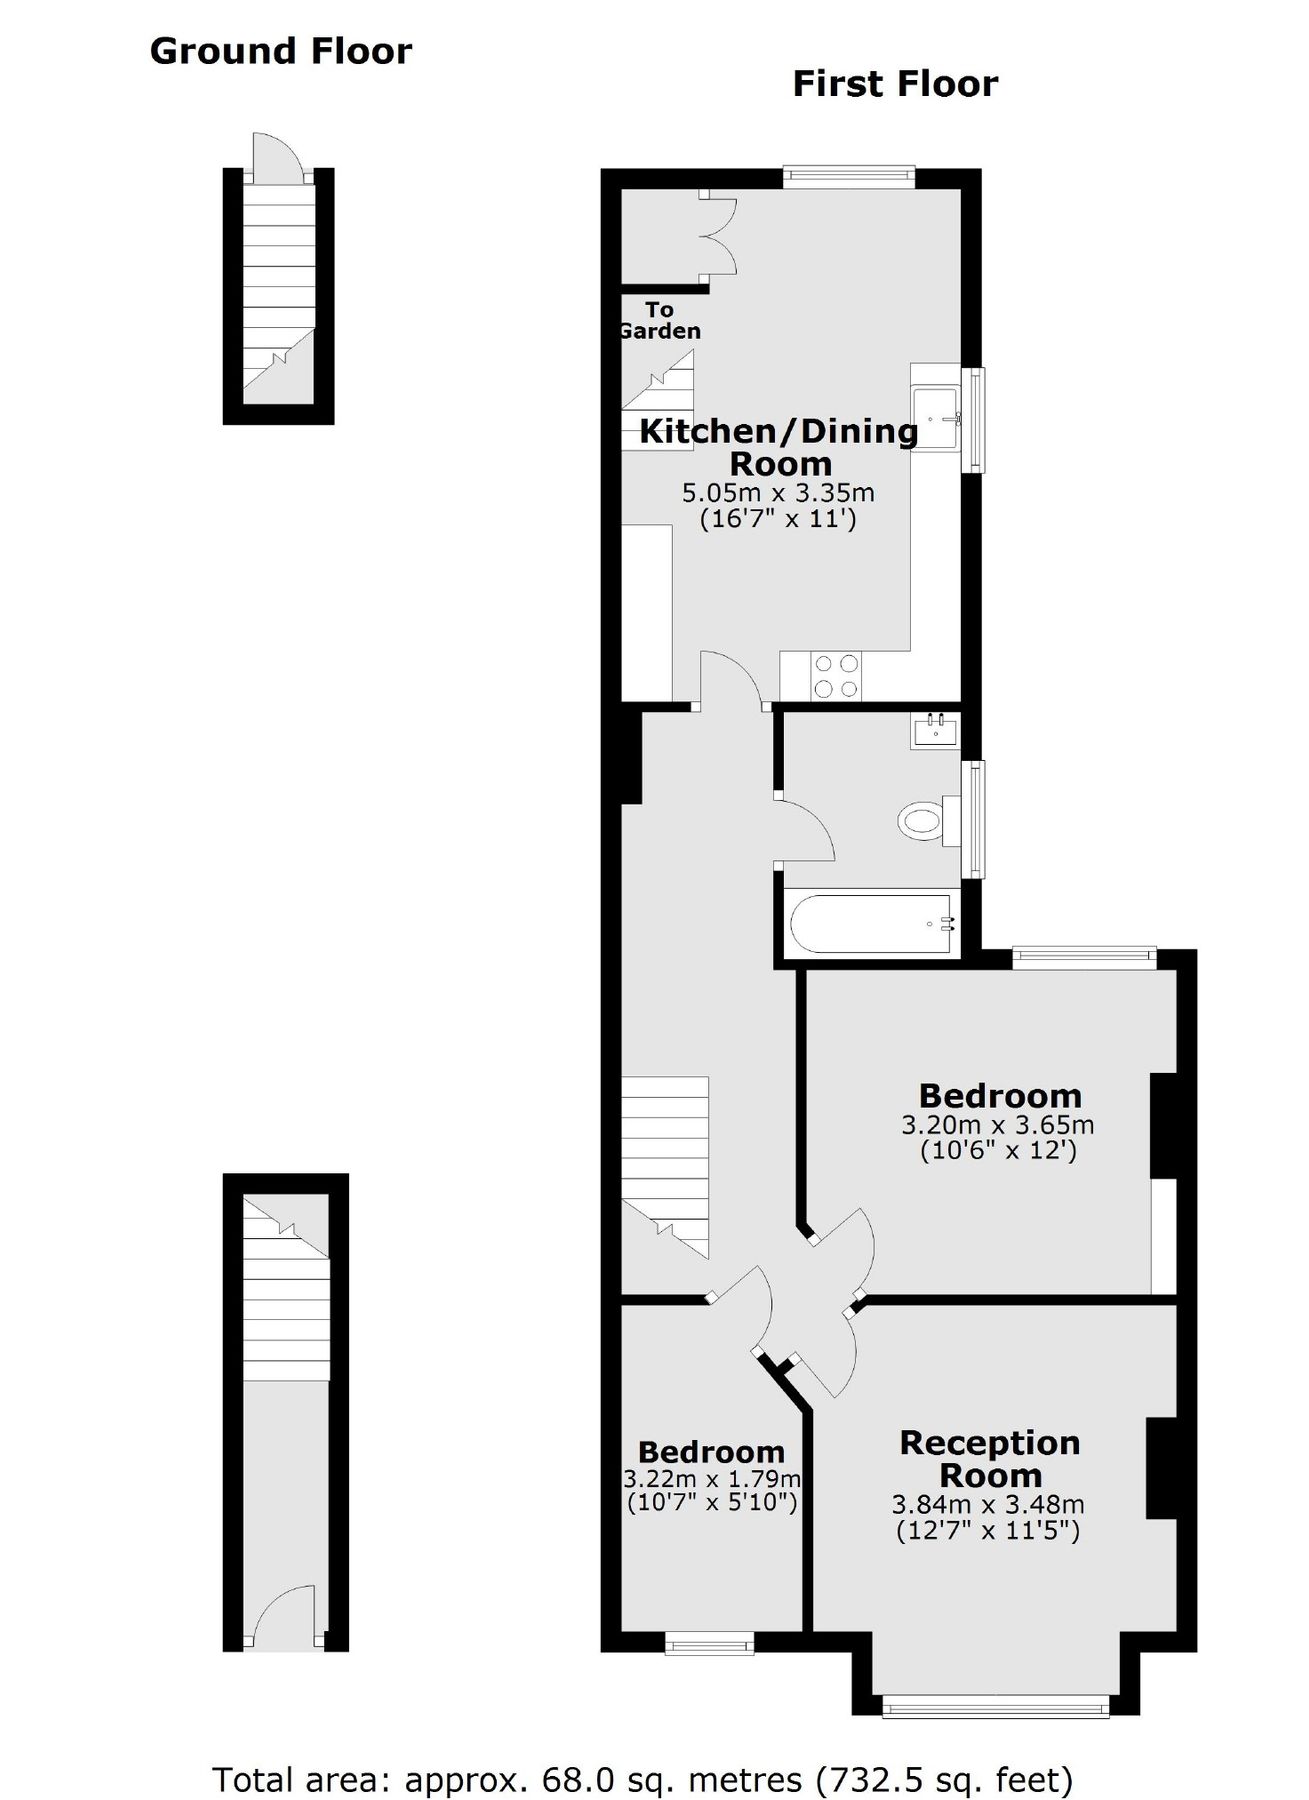 Ground Floor
First Floor
To
Garden
Kitchen/Dining
Room
5.05m x 3.35m
(16'7" x 11')
Bedroom
3.20m x 3.65m
(10'6" x 12')
Bedroom
3.22m x 1.79m
(10'7" x 5'10")
Reception
Room
3.84m x 3.48m
(12'7" x 11'5")
Total area: approx. 68.0 sq. metres (732.5 sq. feet)